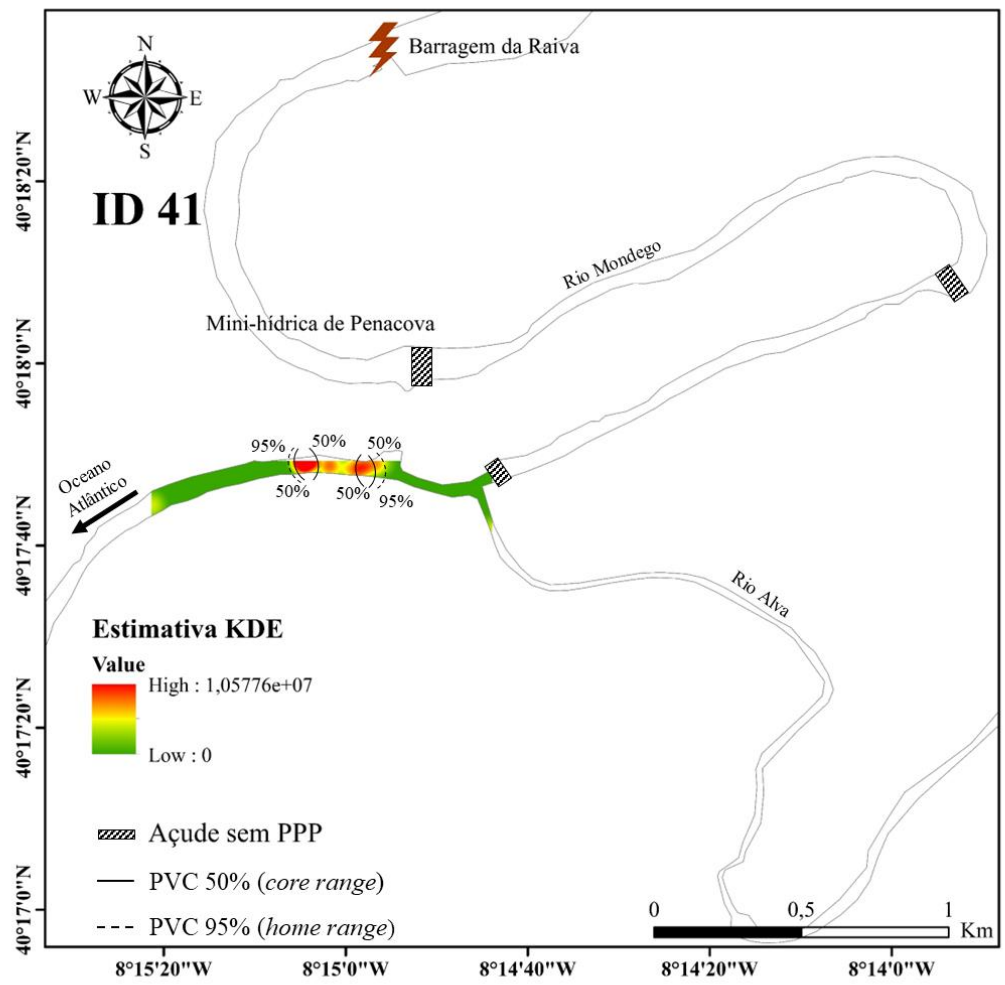 Barragem da Raiva
N
W
E
S
ID 41
Rio Mondego
Mini-hídrica de Penacova
95%
50%
50%
50%
50%
95%
Oceano
Atlântico
Rio Alva
Estimativa KDE
Value
High : 1,05776e+07
Low : 0
Açude sem PPP
PVC 50% (core range)
PVC 95% (home range)
0
0,5
1
Km
40°18'20"N
40°18'0"N
40°17'40"N
40°17'20"N
40°17'0"N
8°15'20"W
8°15'0"W
8°14'40"W
8°14'20"W
8°14'0"W